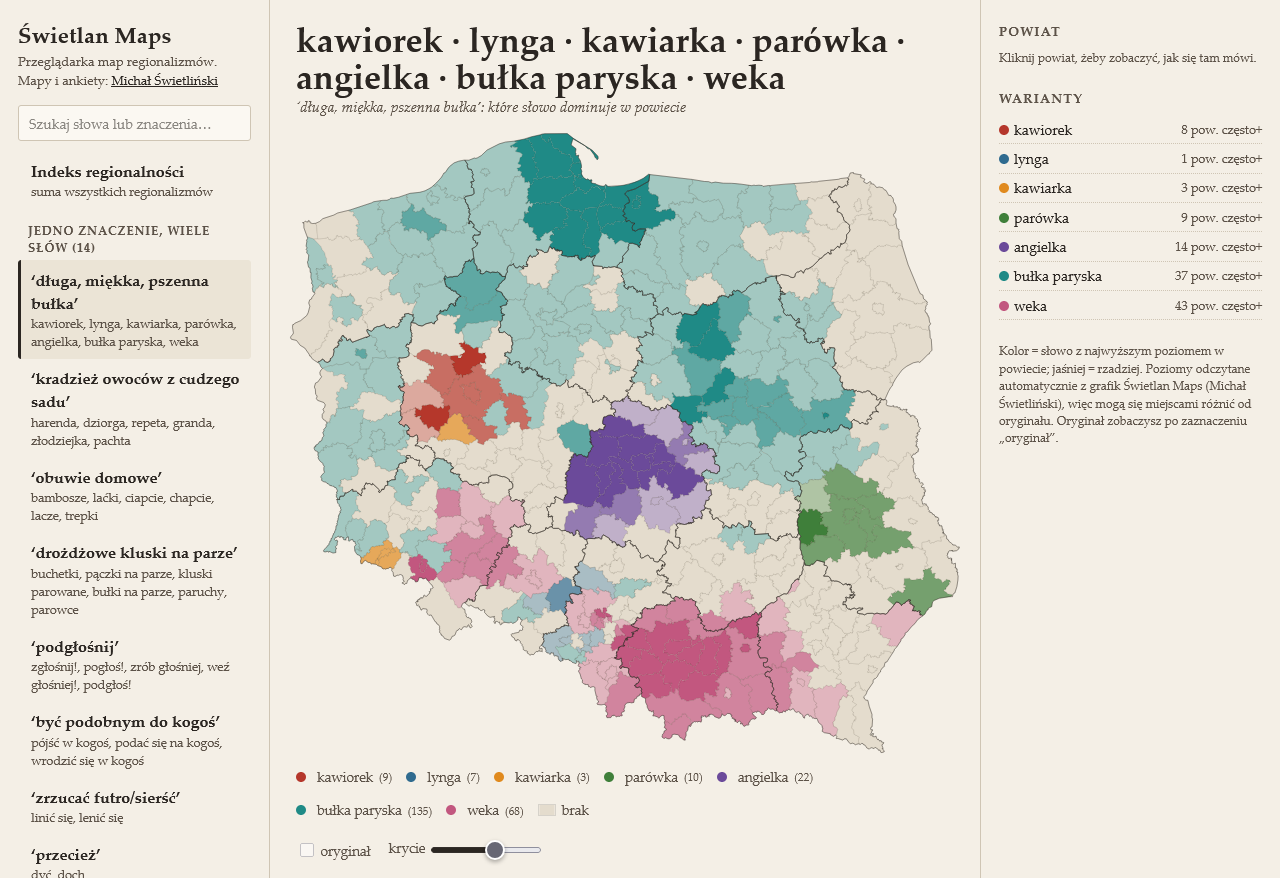 Świetlan Maps
Przeglądarka map regionalizmów.
Mapy i ankiety: Michał Świetliński
Szukaj słowa lub znaczenia…
Indeks regionalności
suma wszystkich regionalizmów
JEDNO ZNACZENIE, WIELE
SŁÓW (14)
‘długa, miękka, pszenna
bułka’
kawiorek, lynga, kawiarka, parówka,
angielka, bułka paryska, weka
‘kradzież owoców z cudzego
sadu’
harenda, dziorga, repeta, granda,
złodziejka, pachta
‘obuwie domowe’
bambosze, laćki, ciapcie, chapcie,
lacze, trepki
‘drożdżowe kluski na parze’
buchetki, pączki na parze, kluski
parowane, bułki na parze, paruchy,
parowce
‘podgłośnij’
zgłośnij!, pogłoś!, zrób głośniej, weź
głośniej!, podgłoś!
‘być podobnym do kogoś’
pójść w kogoś, podać się na kogoś,
wrodzić się w kogoś
‘zrzucać futro/sierść’
linić się, lenić się
‘przecież’
dyć, doch
kawiorek · lynga · kawiarka · parówka ·
angielka · bułka paryska · weka
‘długa, miękka, pszenna bułka’: które słowo dominuje w powiecie
kawiorek (9) lynga (7) kawiarka (3) parówka (10) angielka (22)
bułka paryska (135) weka (68) brak
oryginał krycie
POWIAT
Kliknij powiat, żeby zobaczyć, jak się tam mówi.
WARIANTY
kawiorek 8 pow. często+
lynga 1 pow. często+
kawiarka 3 pow. często+
parówka 9 pow. często+
angielka 14 pow. często+
bułka paryska 37 pow. często+
weka 43 pow. często+
Kolor = słowo z najwyższym poziomem w
powiecie; jaśniej = rzadziej. Poziomy odczytane
automatycznie z grafik Świetlan Maps (Michał
Świetliński), więc mogą się miejscami różnić od
oryginału. Oryginał zobaczysz po zaznaczeniu
„oryginał”.